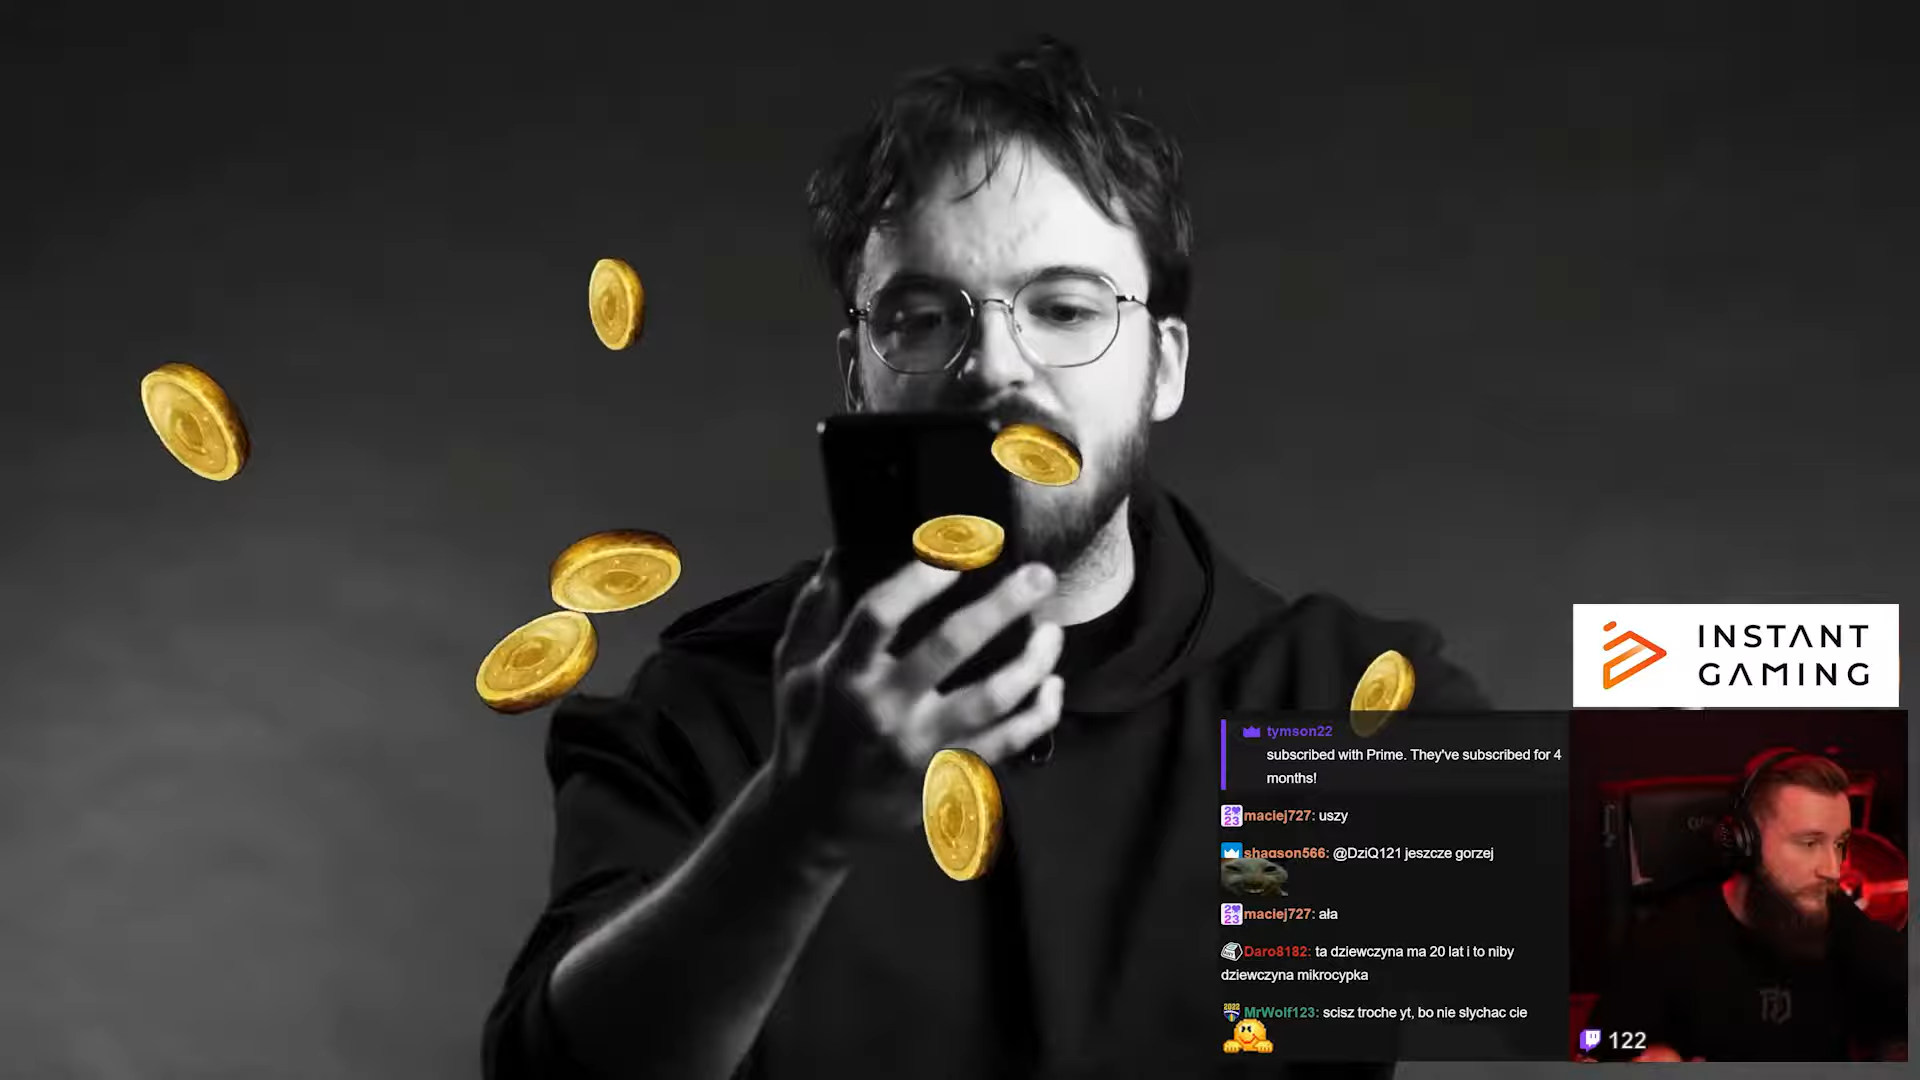 INSTANT
GAMING
tymson22
subscribed with Prime. They've subscribed for 4
months!
maciej727: uszy
shagson566: @DziQ121 jeszcze gorzej
maciej727: ała
Daro8182: ta dziewczyna ma 20 lat i to niby
dziewczyna mikrocypka
MrWolf123: scisz troche yt, bo nie slychac cie
122